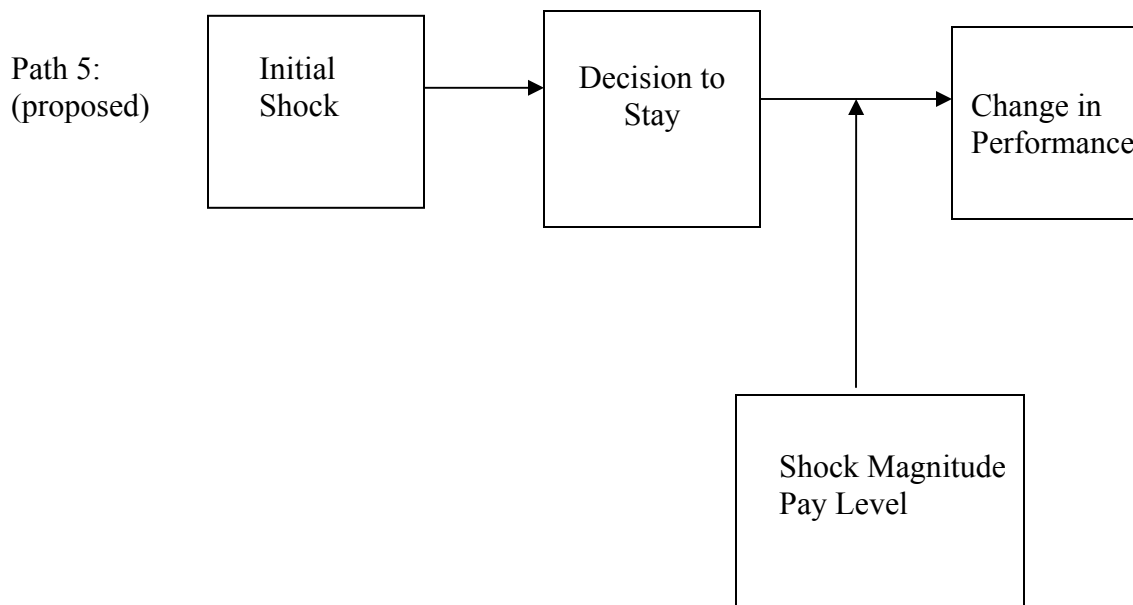 Path 5:
(proposed)
Initial
Shock
Decision to
Stay
Change in
Performance
Shock Magnitude
Pay Level